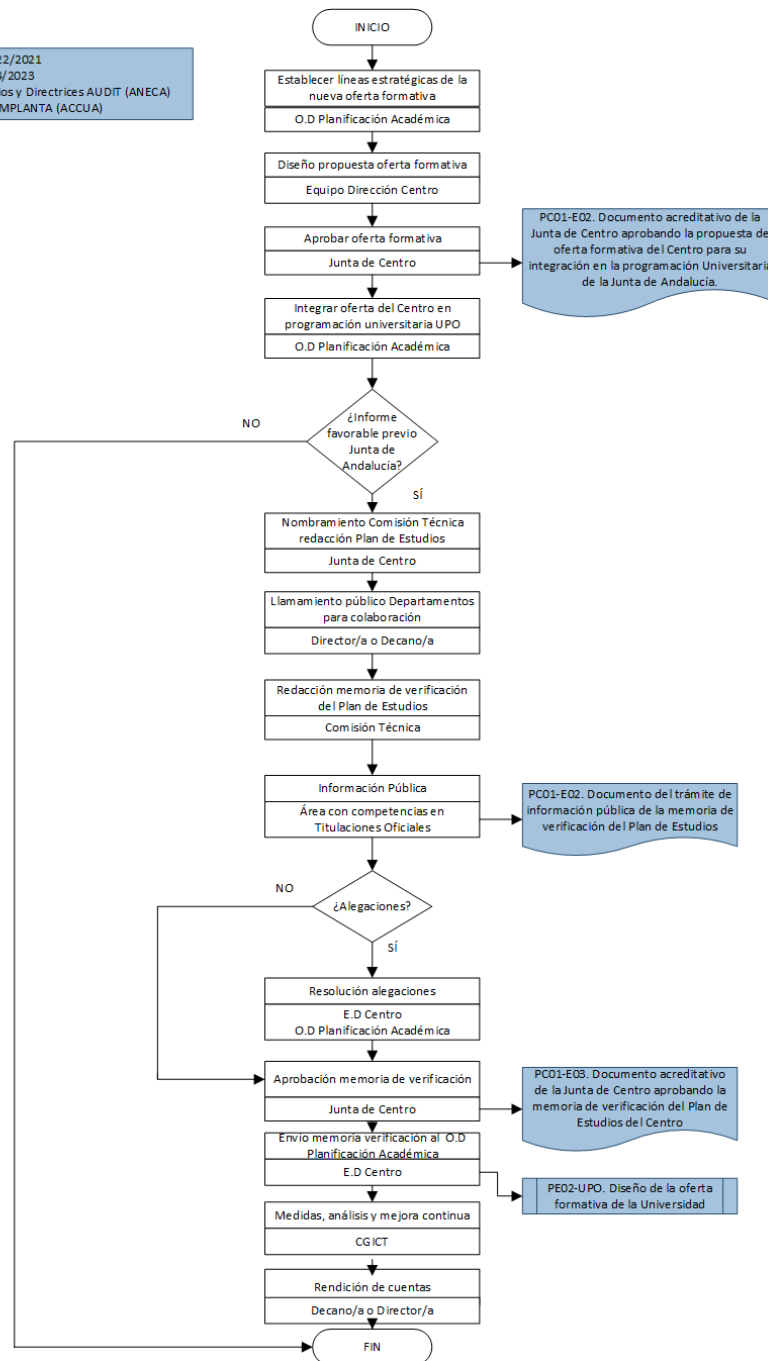 INICIO
22/2021
4/2023
ios y Directrices AUDIT (ANECA)
MPLANTA (ACCUA)
Establecer líneas estratégicas de la
nueva oferta formativa
O.D Planificación Académica
Diseño propuesta oferta formativa
Equipo Dirección Centro
Aprobar oferta formativa
Junta de Centro
PC01-E02. Documento acreditativo de la
Junta de Centro aprobando la propuesta de
oferta formativa del Centro para su
integración en la programación Universitaria
de la Junta de Andalucía.
Integrar oferta del Centro en
programación universitaria UPO
O.D Planificación Académica
¿Informe
favorable previo
Junta de
Andalucía?
NO
SÍ
Nombramiento Comisión Técnica
redacción Plan de Estudios
Junta de Centro
Llamamiento público Departamentos
para colaboración
Director/a o Decano/a
Redacción memoria de verificación
del Plan de Estudios
Comisión Técnica
Información Pública
Área con competencias en
Titulaciones Oficiales
PC01-E02. Documento del trámite de
información pública de la memoria de
verificación del Plan de Estudios
NO
¿Alegaciones?
SÍ
Resolución alegaciones
E.D Centro
O.D Planificación Académica
Aprobación memoria de verificación
Junta de Centro
PC01-E03. Documento acreditativo
de la Junta de Centro aprobando la
memoria de verificación del Plan de
Estudios del Centro
Envío memoria verificación al O.D
Planificación Académica
E.D Centro
PE02-UPO. Diseño de la oferta
formativa de la Universidad
Medidas, análisis y mejora continua
CGICT
Rendición de cuentas
Decano/a o Director/a
FIN